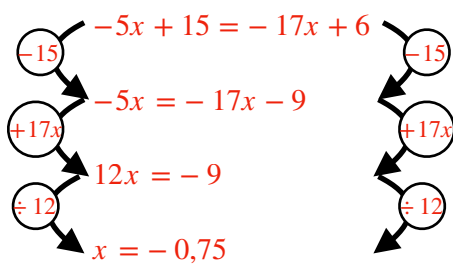 −5x + 15 = − 17x + 6
−15 −15
−5x = − 17x − 9
+17x +17x
12x = − 9
÷ 12 ÷ 12
x = − 0,75